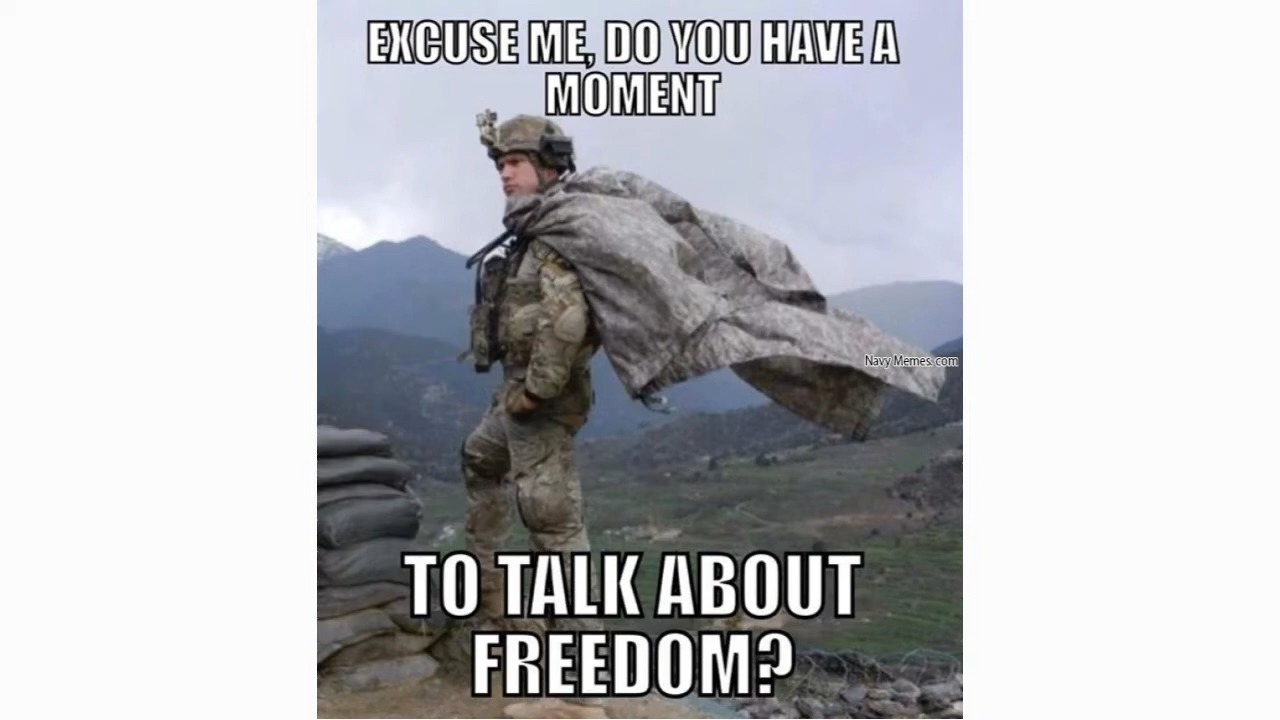 EXCUSE ME, DO YOU HAVE A
MOMENT
Navy Memes.com
TO TALK ABOUT
FREEDOM?